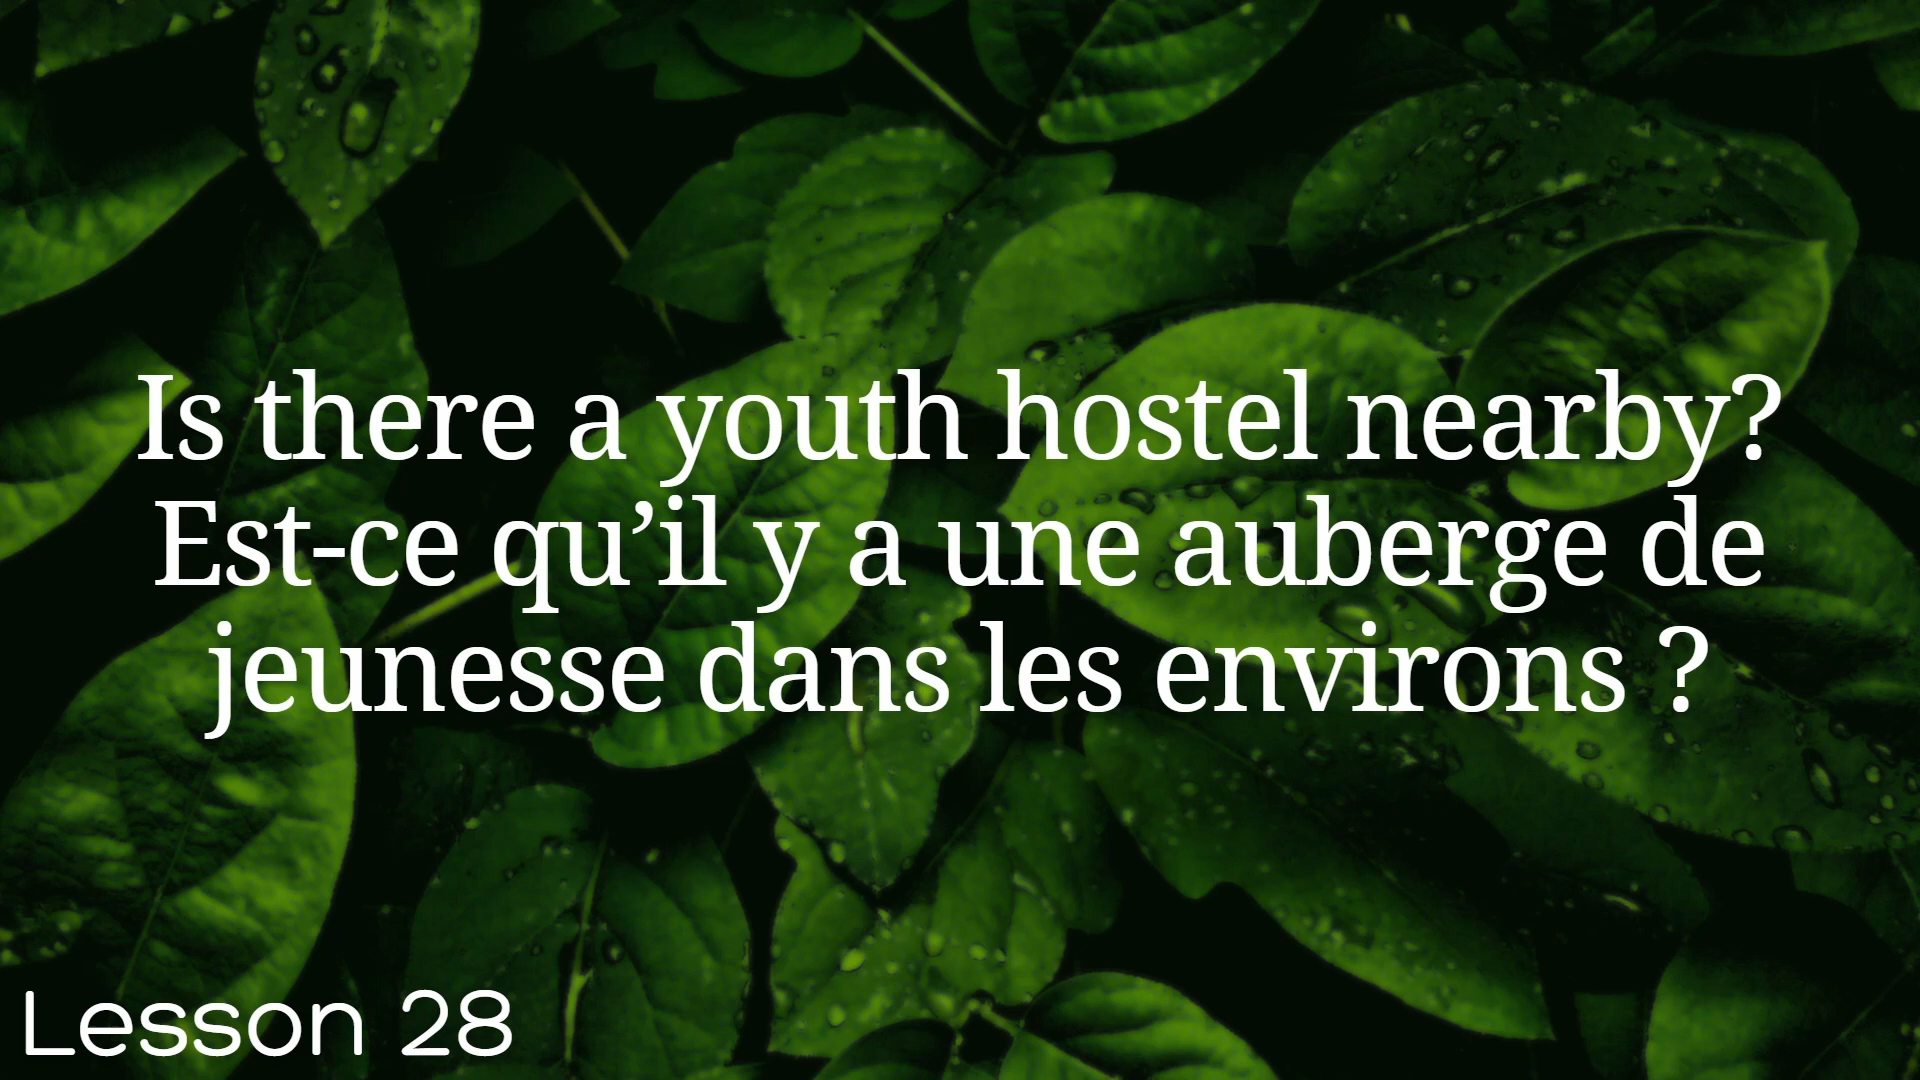 Is there a youth hostel nearby?
Est-ce qu’il y a une auberge de
jeunesse dans les environs ?
Lesson 28